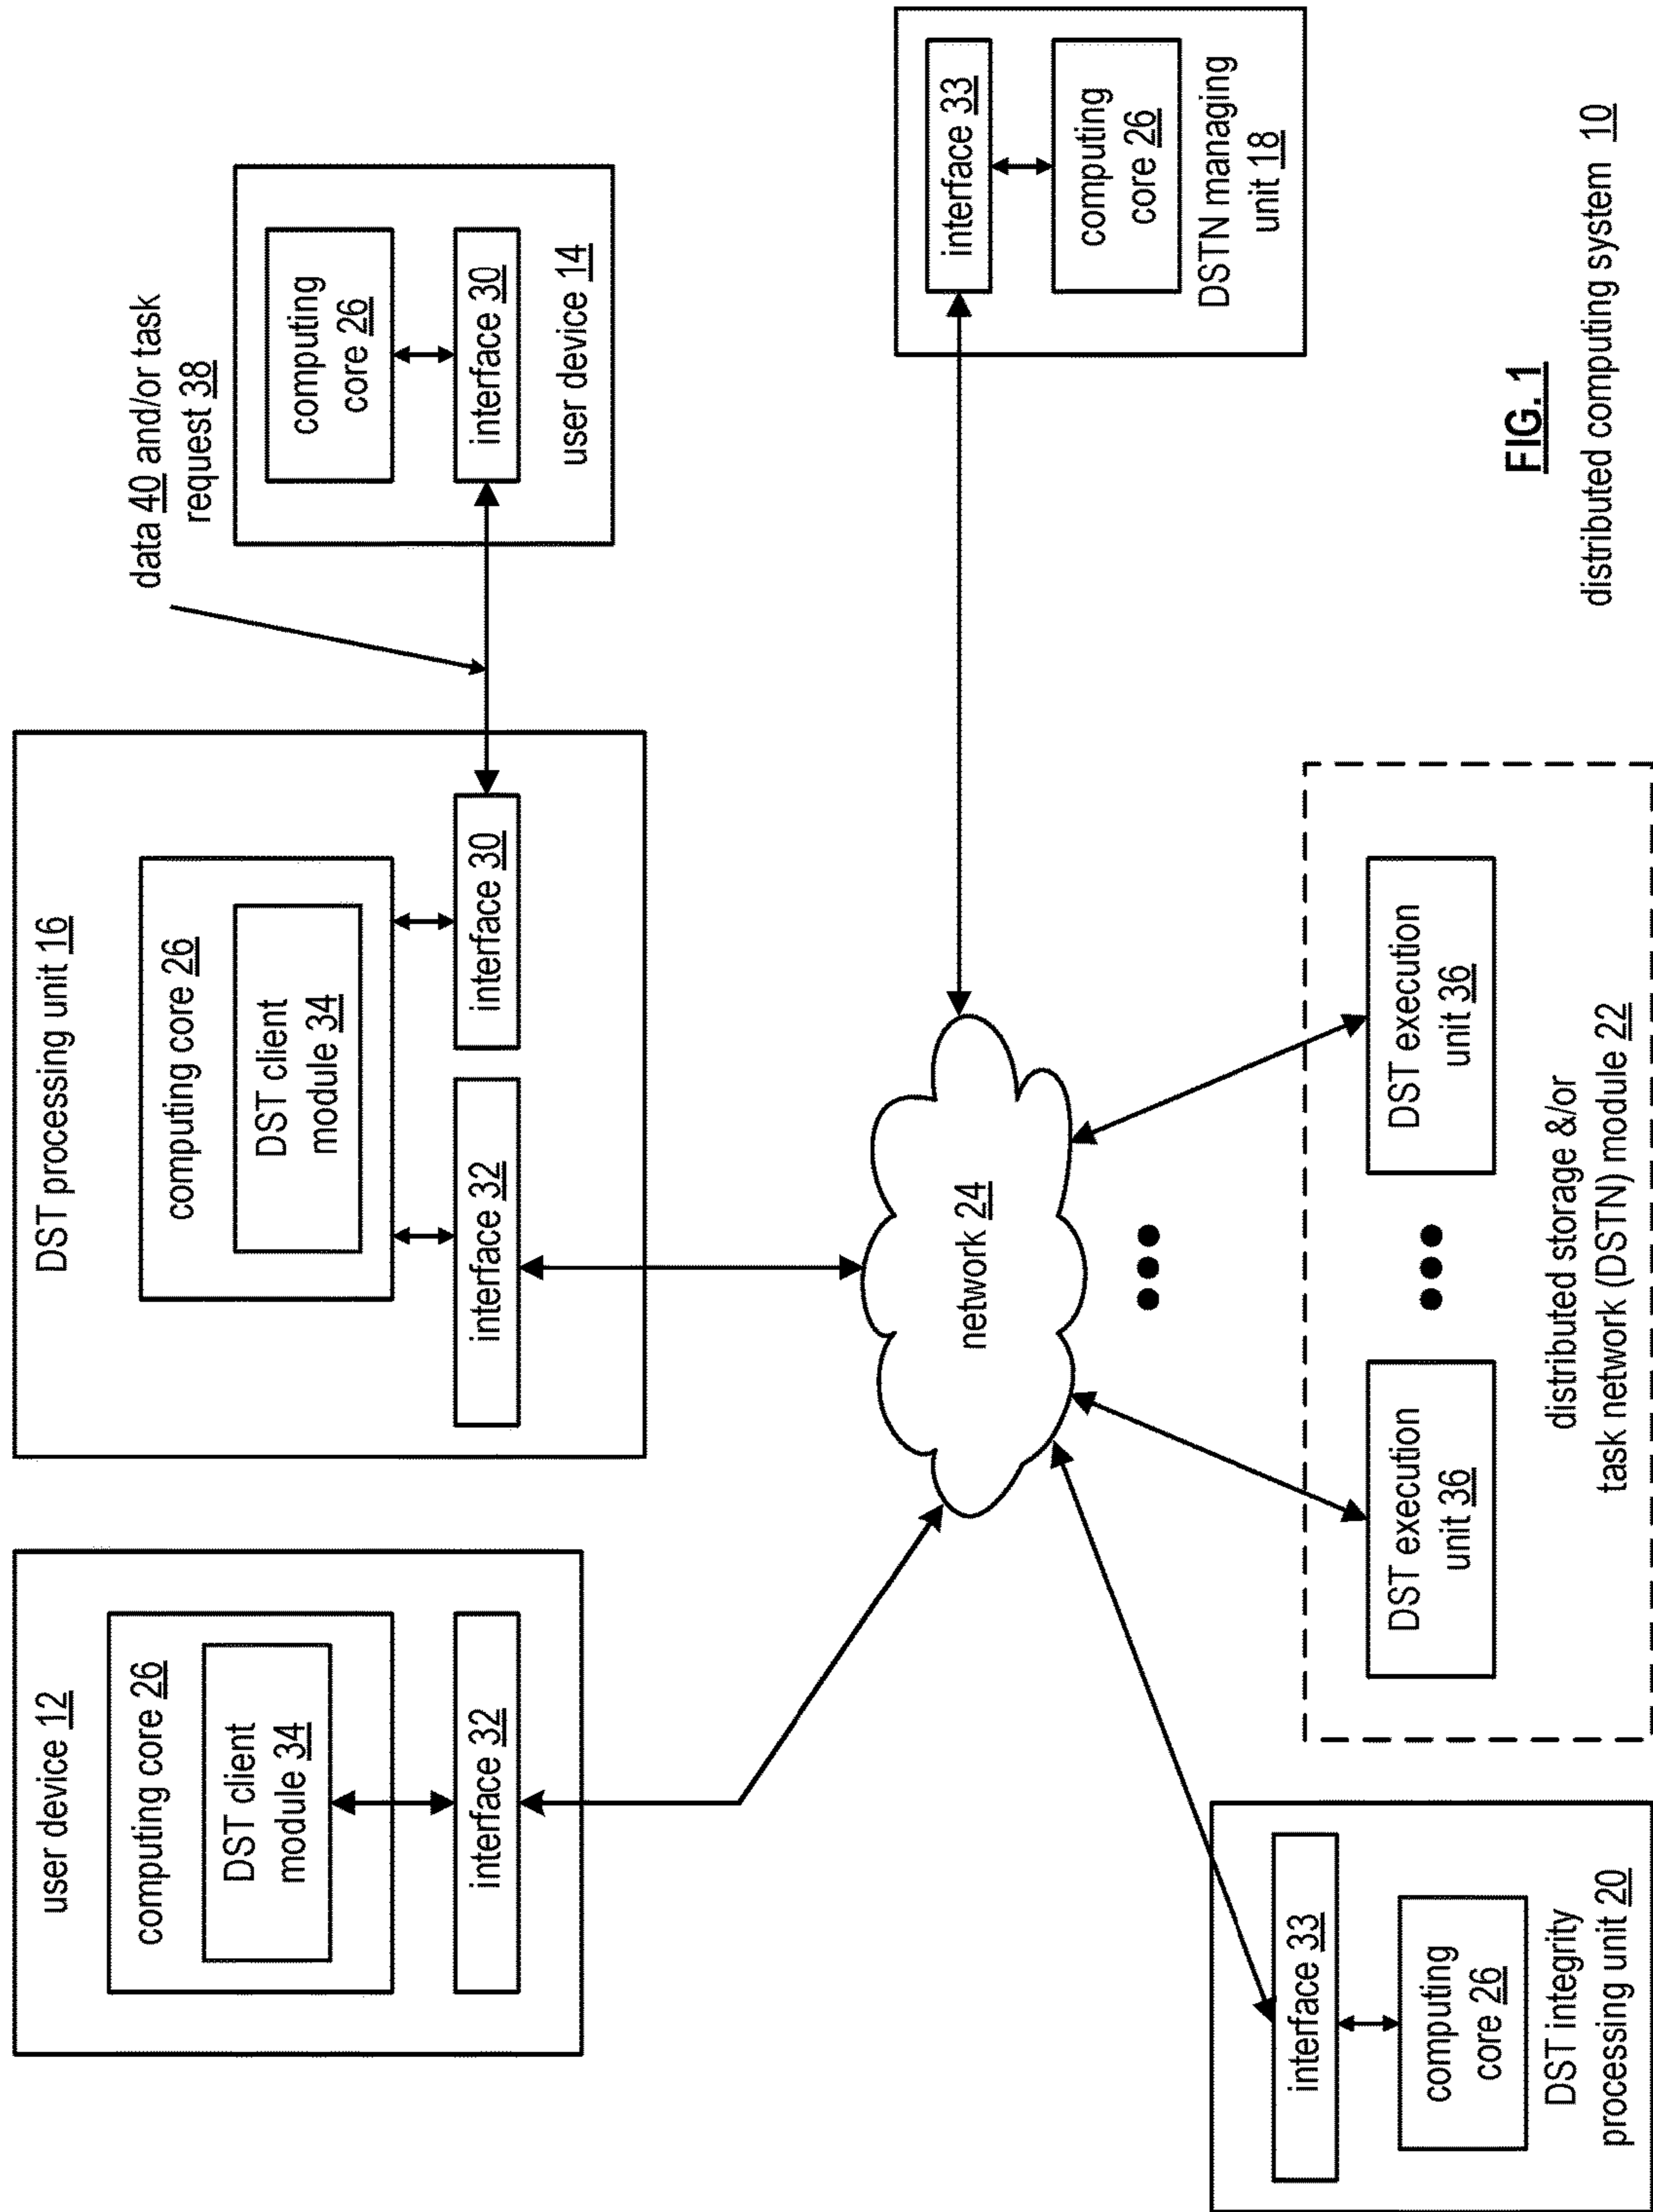 user device 12
computing core 26
DST client
module 34
interface 32
DST processing unit 16
computing core 26
DST client
module 34
interface 32
interface 30
data 40 and/or task
request 38
computing
core 26
interface 30
user device 14
network 24
interface 33
computing
core 26
DSTN managing
unit 18
interface 33
computing
core 26
DST integrity
processing unit 20
DST execution
unit 36
DST execution
unit 36
distributed storage &/or
task network (DSTN) module 22
FIG. 1
distributed computing system 10